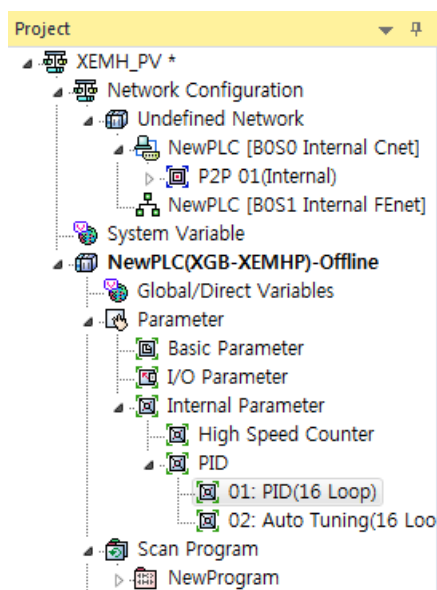 Project
XEMH_PV *
Network Configuration
Undefined Network
NewPLC [B0S0 Internal Cnet]
P2P 01(Internal)
NewPLC [B0S1 Internal FEnet]
System Variable
NewPLC(XGB-XEMHP)-Offline
Global/Direct Variables
Parameter
Basic Parameter
I/O Parameter
Internal Parameter
High Speed Counter
PID
01: PID(16 Loop)
02: Auto Tuning(16 Loo
Scan Program
NewProgram